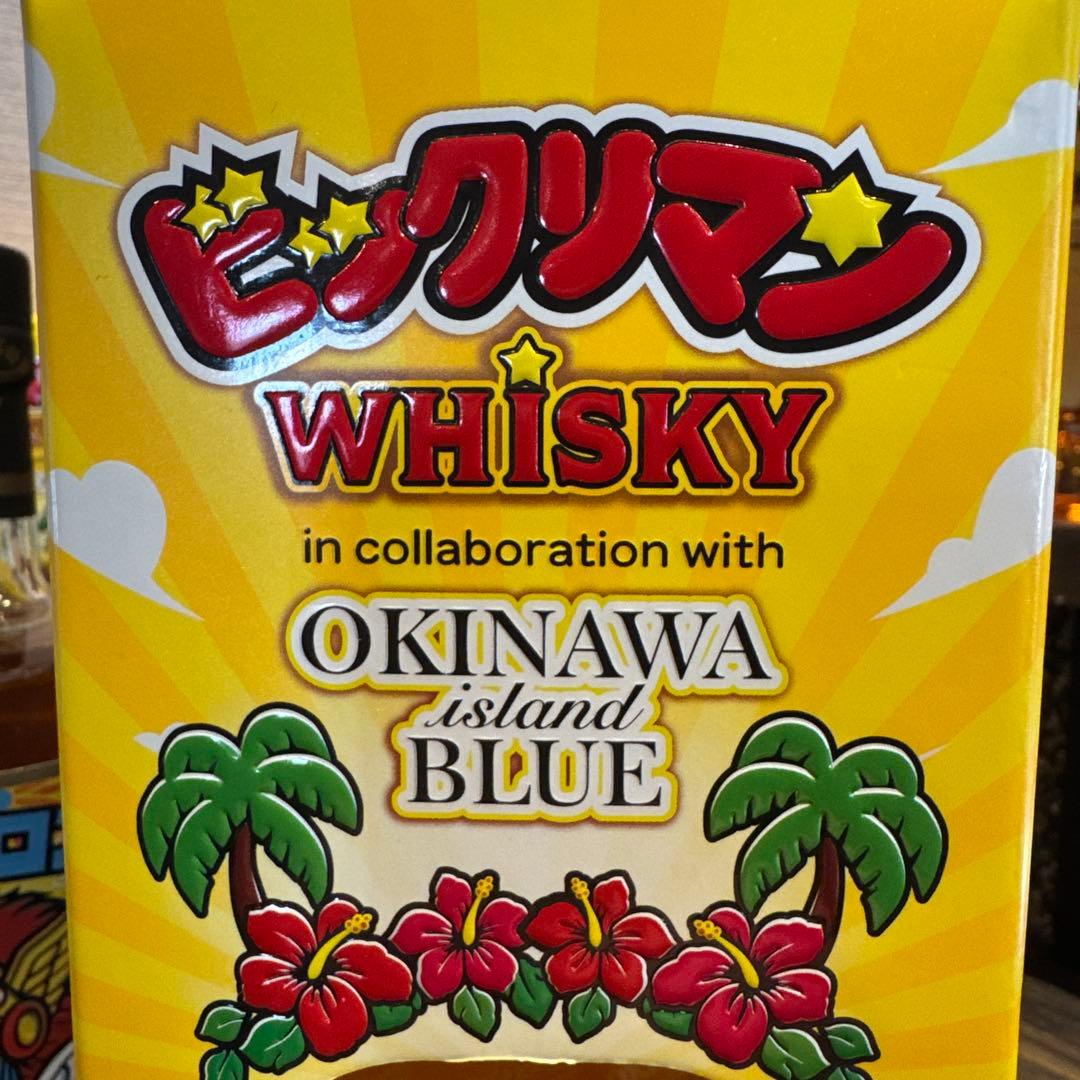 ビックリマン
WHiSKY
in collaboration with
OKINAWA
island
BLUE